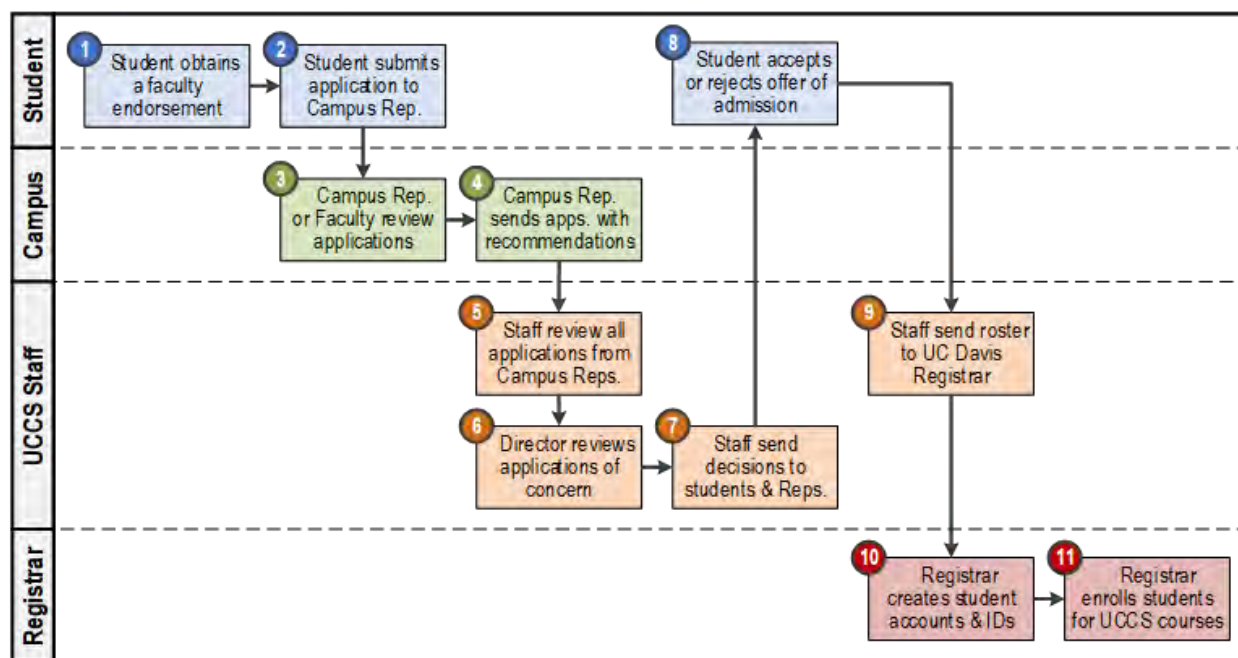 Student
1
Student obtains
a faculty
endorsement
2
Student submits
application to
Campus Rep.
8
Student accepts
or rejects offer of
admission
Campus
3
Campus Rep.
or Faculty review
applications
4
Campus Rep.
sends apps. with
recommendations
UCCS Staff
5
Staff review all
applications from
Campus Reps.
9
Staff send roster
to UC Davis
Registrar
6
Director reviews
applications of
concern
7
Staff send
decisions to
students & Reps.
Registrar
10
Registrar
creates student
accounts & IDs
11
Registrar
enrolls students
for UCCS courses